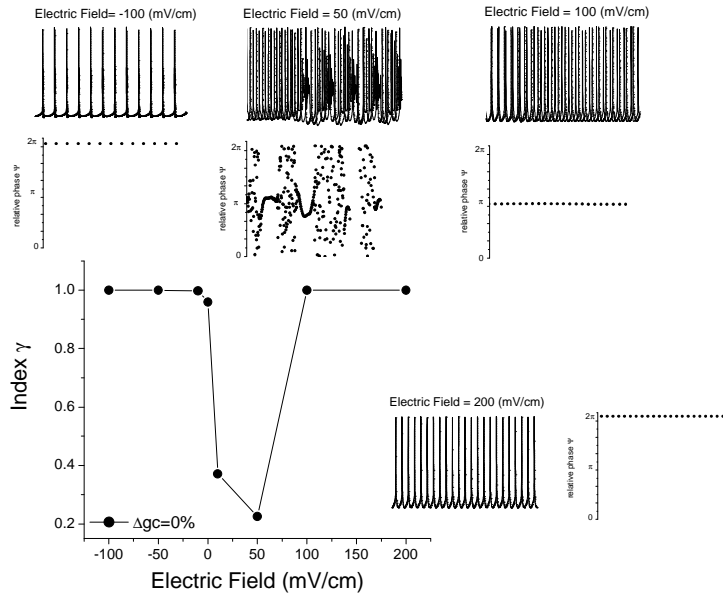 Electric Field= -100 (mV/cm)
Electric Field = 50 (mV/cm)
Electric Field = 100 (mV/cm)
2π
π
0
relative phase Ψ
2π
π
0
relative phase Ψ
2π
π
0
relative phase Ψ
1.0
0.8
0.6
0.4
0.2
Index γ
Δgc=0%
-100
-50
0
50
100
150
200
Electric Field (mV/cm)
Electric Field = 200 (mV/cm)
2π
π
0
relative phase Ψ